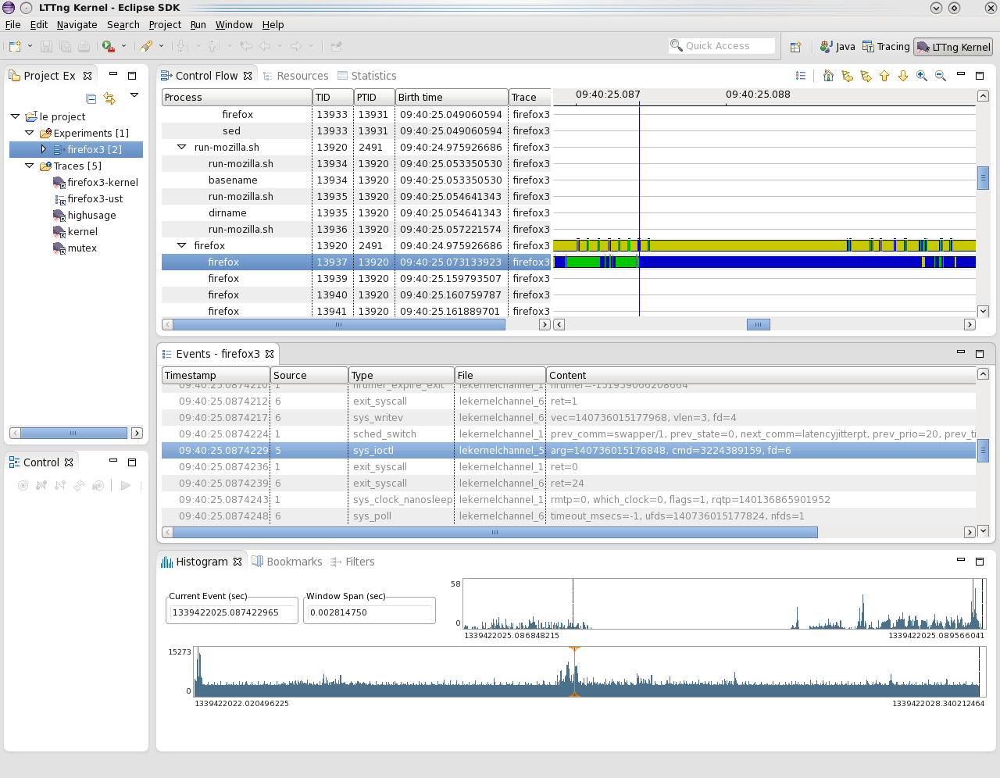 LTTng Kernel - Eclipse SDK
File Edit Navigate Search Project Run Window Help
Quick Access
Java Tracing LTTng Kernel
Project Ex
le project
Experiments [1]
firefox3 [2]
Traces [5]
firefox3-kernel
firefox3-ust
highusage
kernel
mutex
Control
Control Flow Resources Statistics
Process TID PTID Birth time Trace 09:40:25.087 09:40:25.088
firefox 13933 13931 09:40:25.049060594 firefox3
sed 13933 13931 09:40:25.049060594 firefox3
run-mozilla.sh 13920 2491 09:40:24.975926686 firefox3
run-mozilla.sh 13934 13920 09:40:25.053350530 firefox3
basename 13934 13920 09:40:25.053350530 firefox3
run-mozilla.sh 13935 13920 09:40:25.054641343 firefox3
dirname 13935 13920 09:40:25.054641343 firefox3
run-mozilla.sh 13936 13920 09:40:25.057221574 firefox3
firefox 13920 2491 09:40:24.975926686 firefox3
firefox 13937 13920 09:40:25.073133923 firefox3
firefox 13939 13920 09:40:25.159793507 firefox3
firefox 13940 13920 09:40:25.160759787 firefox3
firefox 13941 13920 09:40:25.161889701 firefox3
Events - firefox3
Timestamp Source Type File Content
09:40:25.0874210 1 hrtimer_expire_exit lekernelchannel_1 hrtimer=-131939066208664
09:40:25.0874212 6 exit_syscall lekernelchannel_6 ret=1
09:40:25.0874217 6 sys_writev lekernelchannel_6 vec=140736015177968, vlen=3, fd=4
09:40:25.0874224 1 sched_switch lekernelchannel_1 prev_comm=swapper/1, prev_state=0, next_comm=latencyjitterpt, prev_prio=20, prev_ti
09:40:25.0874229 5 sys_ioctl lekernelchannel_5 arg=140736015176848, cmd=3224389159, fd=6
09:40:25.0874236 1 exit_syscall lekernelchannel_1 ret=0
09:40:25.0874239 6 exit_syscall lekernelchannel_6 ret=24
09:40:25.0874243 1 sys_clock_nanosleep lekernelchannel_1 rmtp=0, which_clock=0, flags=1, rqtp=140136865901952
09:40:25.0874248 6 sys_poll lekernelchannel_6 timeout_msecs=-1, ufds=140736015177824, nfds=1
Histogram Bookmarks Filters
Current Event (sec) Window Span (sec)
1339422025.087422965 0.002814750
58
0
1339422025.086848215 1339422025.089566041
15273
0
1339422022.020496225 1339422028.340212464